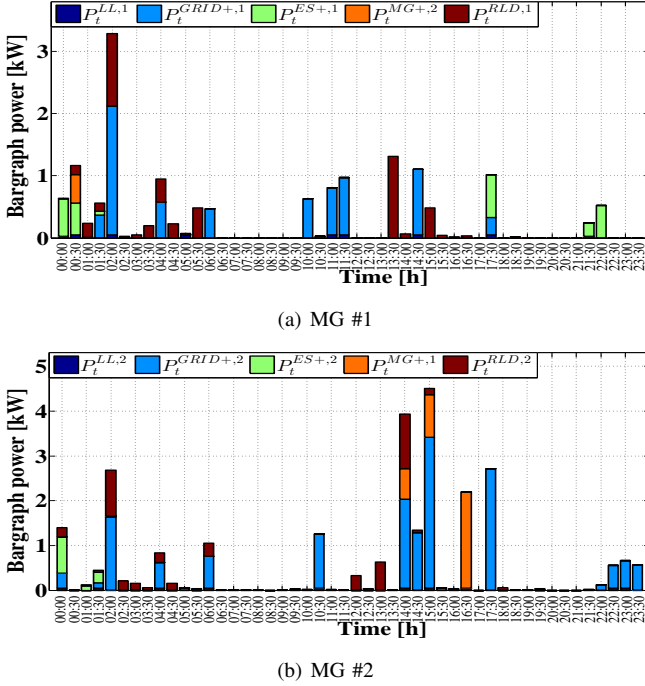 P_t^{LL,1} P_t^{GRID+,1} P_t^{ES+,1} P_t^{MG+,2} P_t^{RLD,1}
Bargraph power [kW]
3
2
1
0
00:00 00:30 01:00 01:30 02:00 02:30 03:00 03:30 04:00 04:30 05:00 05:30 06:00 06:30 07:00 07:30 08:00 08:30 09:00 09:30 10:00 10:30 11:00 11:30 12:00 12:30 13:00 13:30 14:00 14:30 15:00 15:30 16:00 16:30 17:00 17:30 18:00 18:30 19:00 19:30 20:00 20:30 21:00 21:30 22:00 22:30 23:00 23:30
Time [h]
(a) MG #1
P_t^{LL,2} P_t^{GRID+,2} P_t^{ES+,2} P_t^{MG+,1} P_t^{RLD,2}
Bargraph power [kW]
5
4
3
2
1
0
00:00 00:30 01:00 01:30 02:00 02:30 03:00 03:30 04:00 04:30 05:00 05:30 06:00 06:30 07:00 07:30 08:00 08:30 09:00 09:30 10:00 10:30 11:00 11:30 12:00 12:30 13:00 13:30 14:00 14:30 15:00 15:30 16:00 16:30 17:00 17:30 18:00 18:30 19:00 19:30 20:00 20:30 21:00 21:30 22:00 22:30 23:00 23:30
Time [h]
(b) MG #2